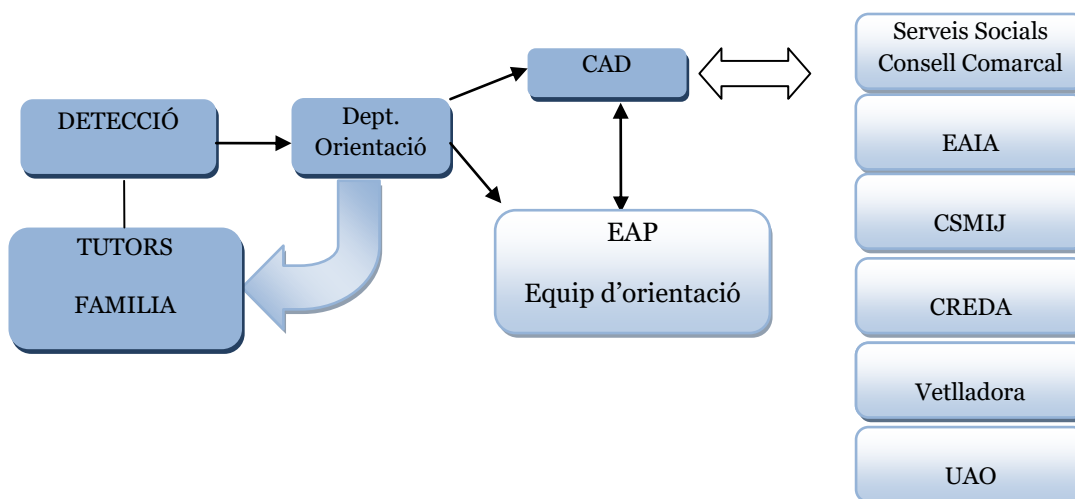 DETECCIÓ
TUTORS
FAMILIA
Dept.
Orientació
CAD
EAP
Equip d’orientació
Serveis Socials
Consell Comarcal
EAIA
CSMIJ
CREDA
Vetlladora
UAO